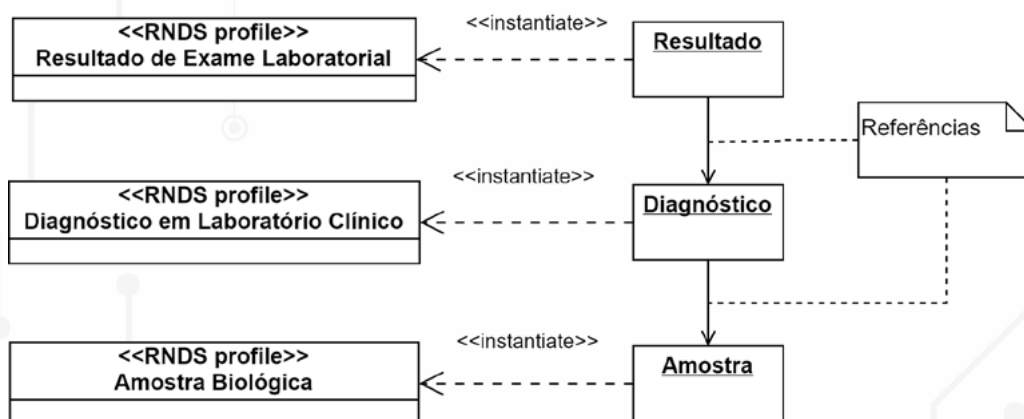 <<RNDS profile>>
Resultado de Exame Laboratorial
<<instantiate>>
Resultado
Referências
<<RNDS profile>>
Diagnóstico em Laboratório Clínico
<<instantiate>>
Diagnóstico
<<RNDS profile>>
Amostra Biológica
<<instantiate>>
Amostra